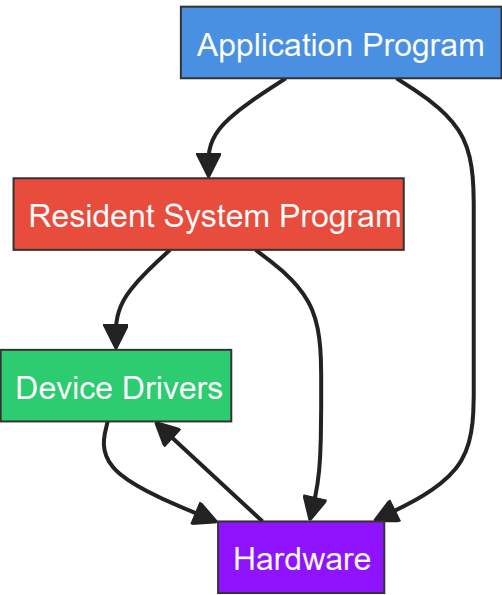 Application Program
Resident System Program
Device Drivers
Hardware